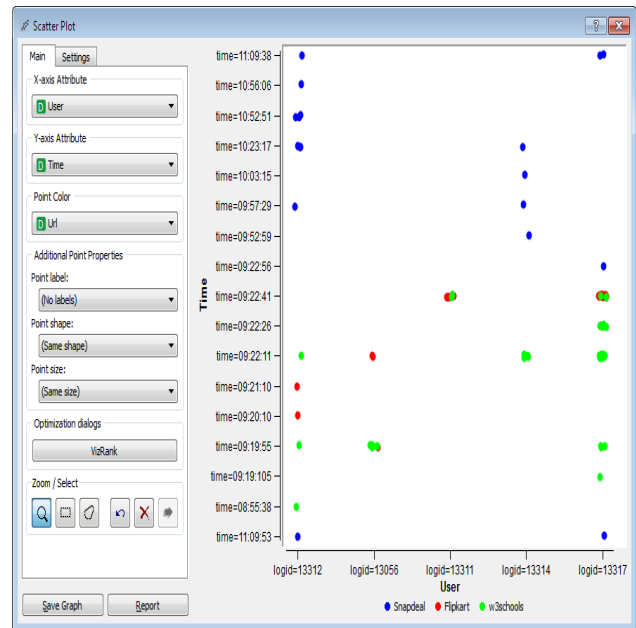 Scatter Plot
Main
Settings
X-axis Attribute
D User
Y-axis Attribute
D Time
Point Color
D Url
Additional Point Properties
Point label:
(No labels)
Point shape:
(Same shape)
Point size:
(Same size)
Optimization dialogs
VizRank
Zoom / Select
Save Graph
Report
Time
time=11:09:38
time=10:56:06
time=10:52:51
time=10:23:17
time=10:03:15
time=09:57:29
time=09:52:59
time=09:22:56
time=09:22:41
time=09:22:26
time=09:22:11
time=09:21:10
time=09:20:10
time=09:19:55
time=09:19:105
time=08:55:38
time=11:09:53
logid=13312 logid=13056 logid=13311 logid=13314 logid=13317
User
Snapdeal Flipkart w3schools